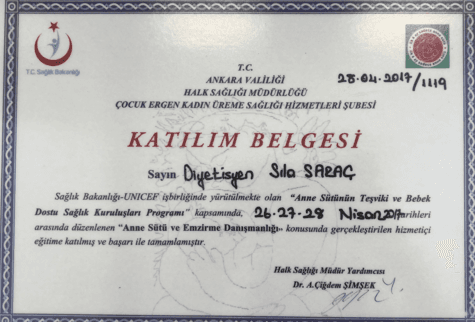 T.C. Sağlık Bakanlığı
T.C.
ANKARA VALİLİĞİ
HALK SAĞLIĞI MÜDÜRLÜĞÜ
ÇOCUK ERGEN KADIN ÜREME SAĞLIĞI HİZMETLERİ ŞUBESİ
28.04.2017/1119
KATILIM BELGESİ
Sayın Diyetisyen Sıla SARAÇ
Sağlık Bakanlığı-UNICEF işbirliğinde yürütülmekte olan "Anne Sütünün Teşviki ve Bebek
Dostu Sağlık Kuruluşları Programı" kapsamında, 26-27-28 Nisan 2017 tarihleri
arasında düzenlenen "Anne Sütü ve Emzirme Danışmanlığı" konusunda gerçekleştirilen hizmetiçi
eğitime katılmış ve başarı ile tamamlamıştır.
Halk Sağlığı Müdür Yardımcısı
Dr. A.Çiğdem ŞİMŞEK